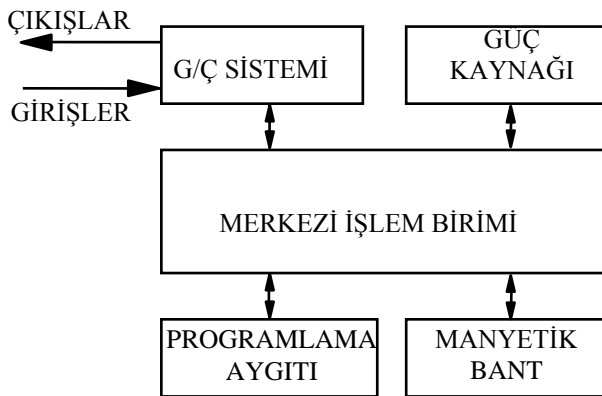 ÇIKIŞLAR
GİRİŞLER
G/Ç SİSTEMİ
GÜÇ
KAYNAĞI
MERKEZİ İŞLEM BİRİMİ
PROGRAMLAMA
AYGITI
MANYETİK
BANT